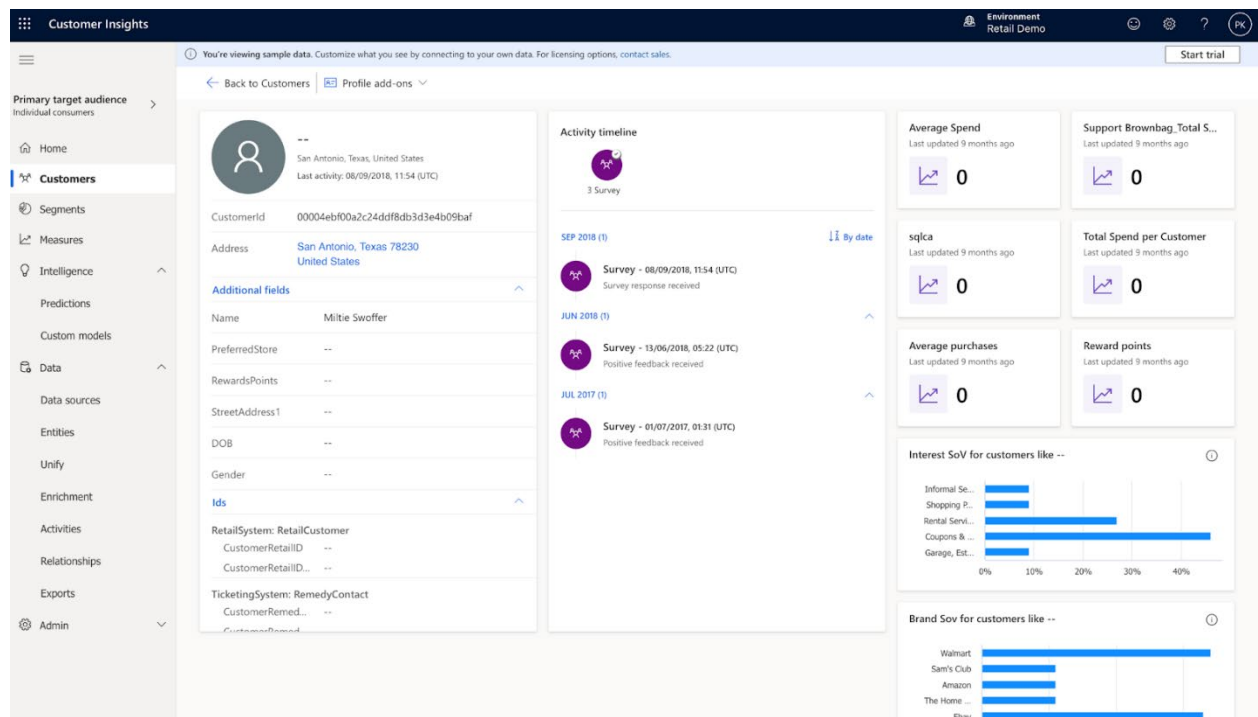 Customer Insights
Environment
Retail Demo
?
PK
You're viewing sample data. Customize what you see by connecting to your own data. For licensing options, contact sales.
Start trial
Primary target audience
Individual consumers
Home
Customers
Segments
Measures
Intelligence
Predictions
Custom models
Data
Data sources
Entities
Unify
Enrichment
Activities
Relationships
Exports
Admin
Back to Customers
Profile add-ons
--
San Antonio, Texas, United States
Last activity: 08/09/2018, 11:54 (UTC)
CustomerId 00004ebf00a2c24ddf8db3d3e4b09baf
Address San Antonio, Texas 78230
United States
Additional fields
Name Miltie Swoffer
PreferredStore --
RewardsPoints --
StreetAddress1 --
DOB --
Gender --
Ids
RetailSystem: RetailCustomer
CustomerRetailID --
CustomerRetailID... --
TicketingSystem: RemedyContact
CustomerRemed... --
Activity timeline
3 Survey
SEP 2018 (1) By date
Survey - 08/09/2018, 11:54 (UTC)
Survey response received
JUN 2018 (1)
Survey - 13/06/2018, 05:22 (UTC)
Positive feedback received
JUL 2017 (1)
Survey - 01/07/2017, 01:31 (UTC)
Positive feedback received
Average Spend
Last updated 9 months ago
0
Support Brownbag_Total S...
Last updated 9 months ago
0
sqlca
Last updated 9 months ago
0
Total Spend per Customer
Last updated 9 months ago
0
Average purchases
Last updated 9 months ago
0
Reward points
Last updated 9 months ago
0
Interest SoV for customers like --
Informal Se...
Shopping P...
Rental Servi...
Coupons & ...
Garage, Est...
0% 10% 20% 30% 40%
Brand Sov for customers like --
Walmart
Sam's Club
Amazon
The Home ...